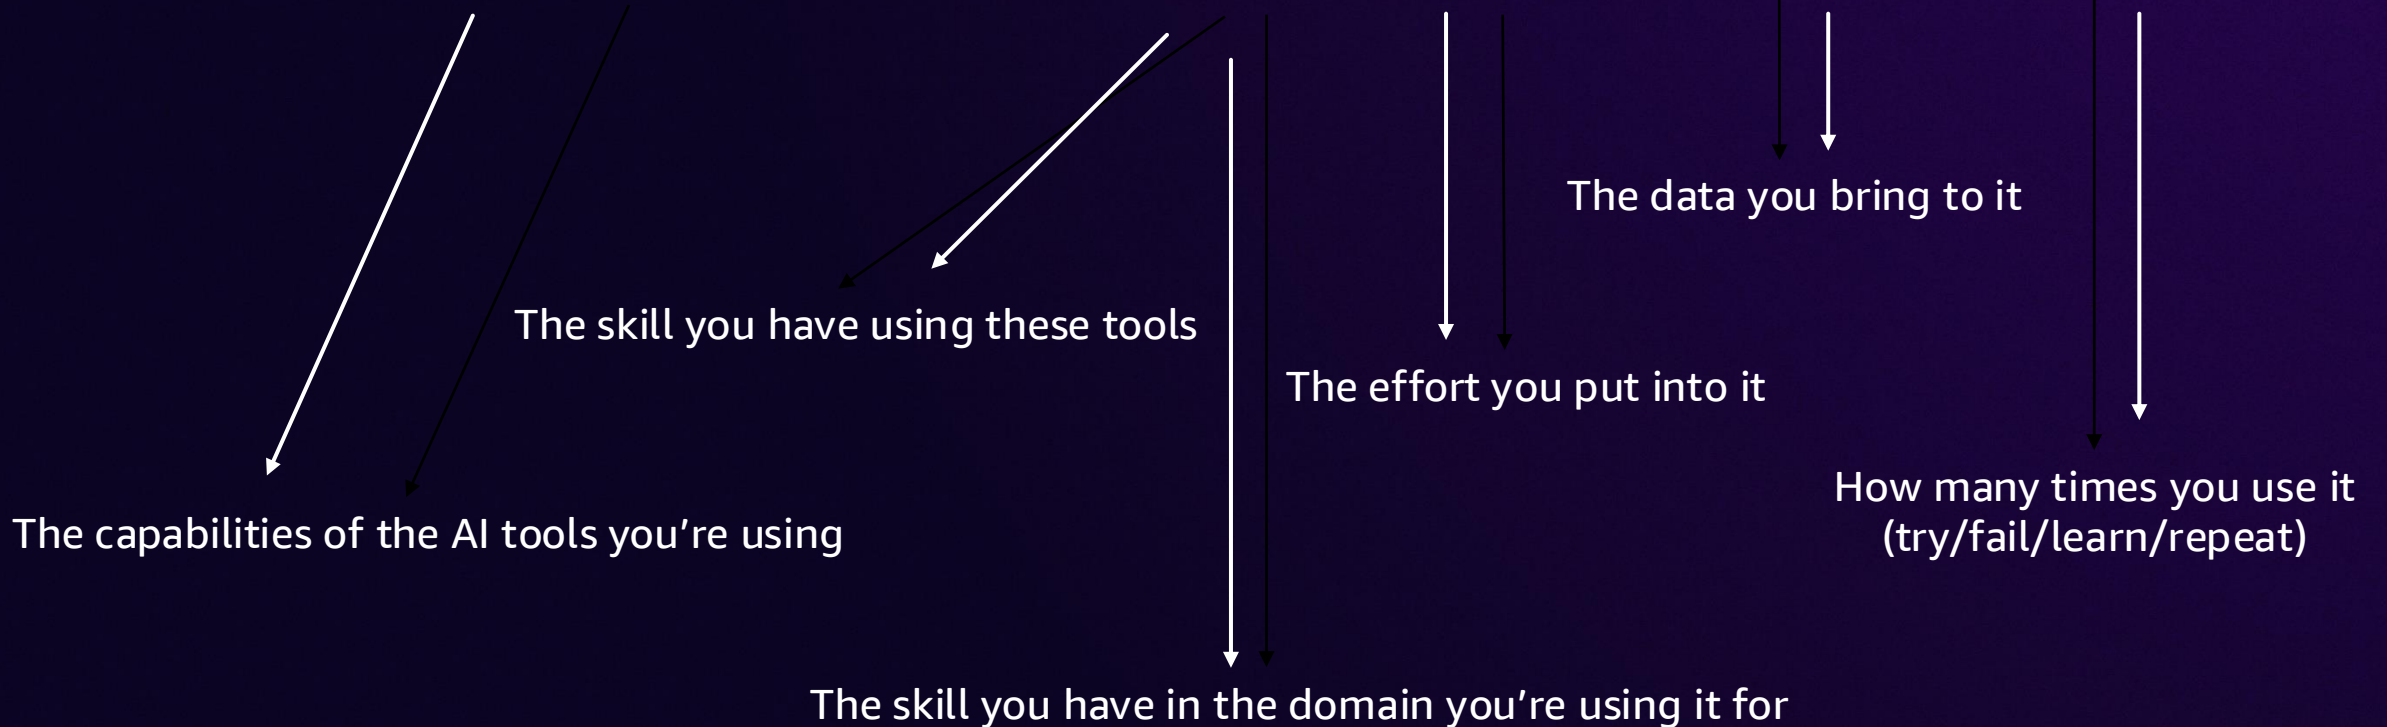 The data you bring to it
The skill you have using these tools
The effort you put into it
How many times you use it
(try/fail/learn/repeat)
The capabilities of the AI tools you’re using
The skill you have in the domain you’re using it for